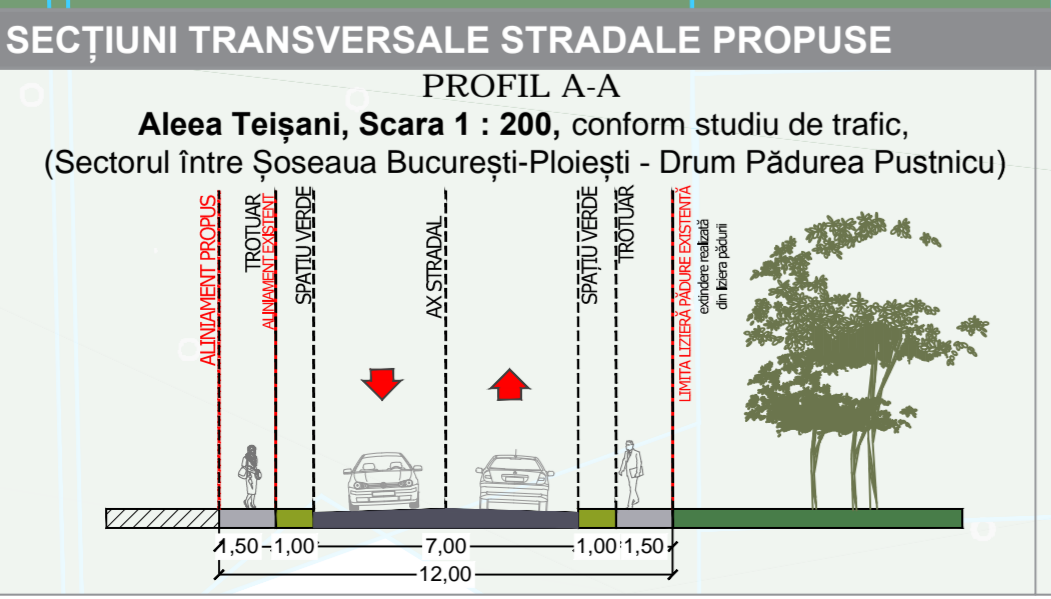 SECȚIUNI TRANSVERSALE STRADALE PROPUSE
PROFIL A-A
Aleea Teișani, Scara 1 : 200, conform studiu de trafic,
(Sectorul între Șoseaua București-Ploiești - Drum Pădurea Pustnicu)
ALINIAMENT PROPUS
TROTUAR
ALINIAMENT EXISTENT
SPAȚIU VERDE
AX STRADAL
SPAȚIU VERDE
TROTUAR
LIMITA LIZIERĂ PĂDURE EXISTENTĂ
extindere realizată
din liziera pădurii
1,50 1,00 7,00 1,00 1,50
12,00